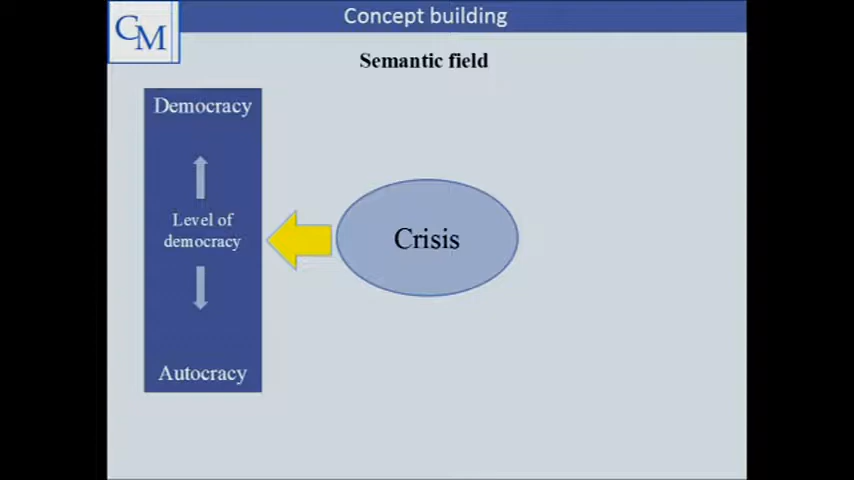 Concept building
CM
Semantic field
Democracy
Level of
democracy
Autocracy
Crisis